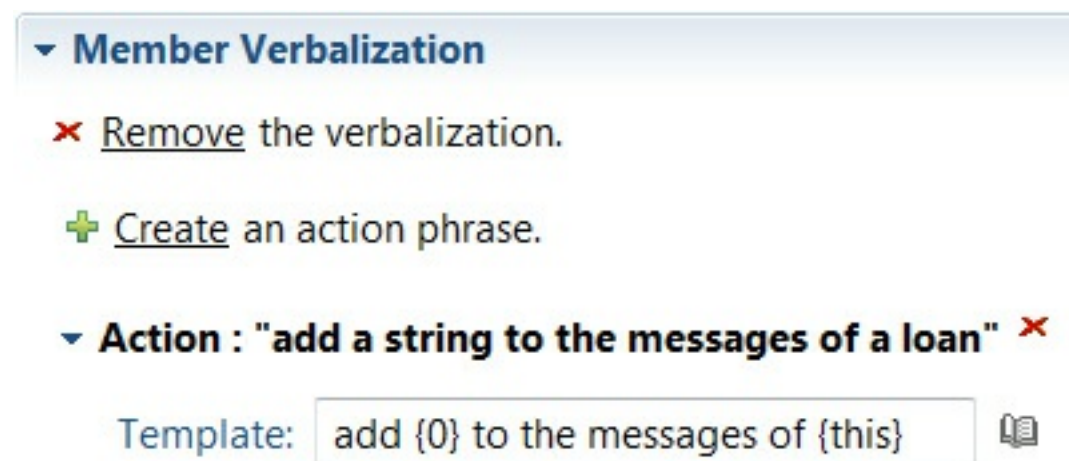 Member Verbalization
Remove the verbalization.
Create an action phrase.
Action : "add a string to the messages of a loan"
Template: add {0} to the messages of {this}